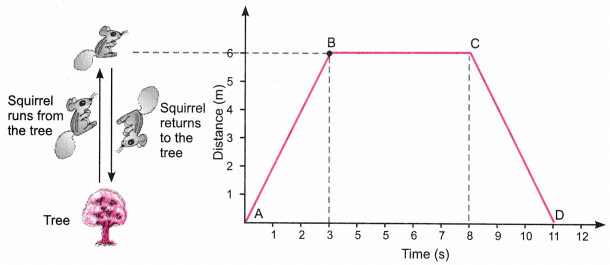 Squirrel
runs from
the tree
Squirrel
returns
to the
tree
Tree
Distance (m)
6
5
4
3
2
1
A
B
C
D
1 2 3 4 5 6 7 8 9 10 11 12
Time (s)